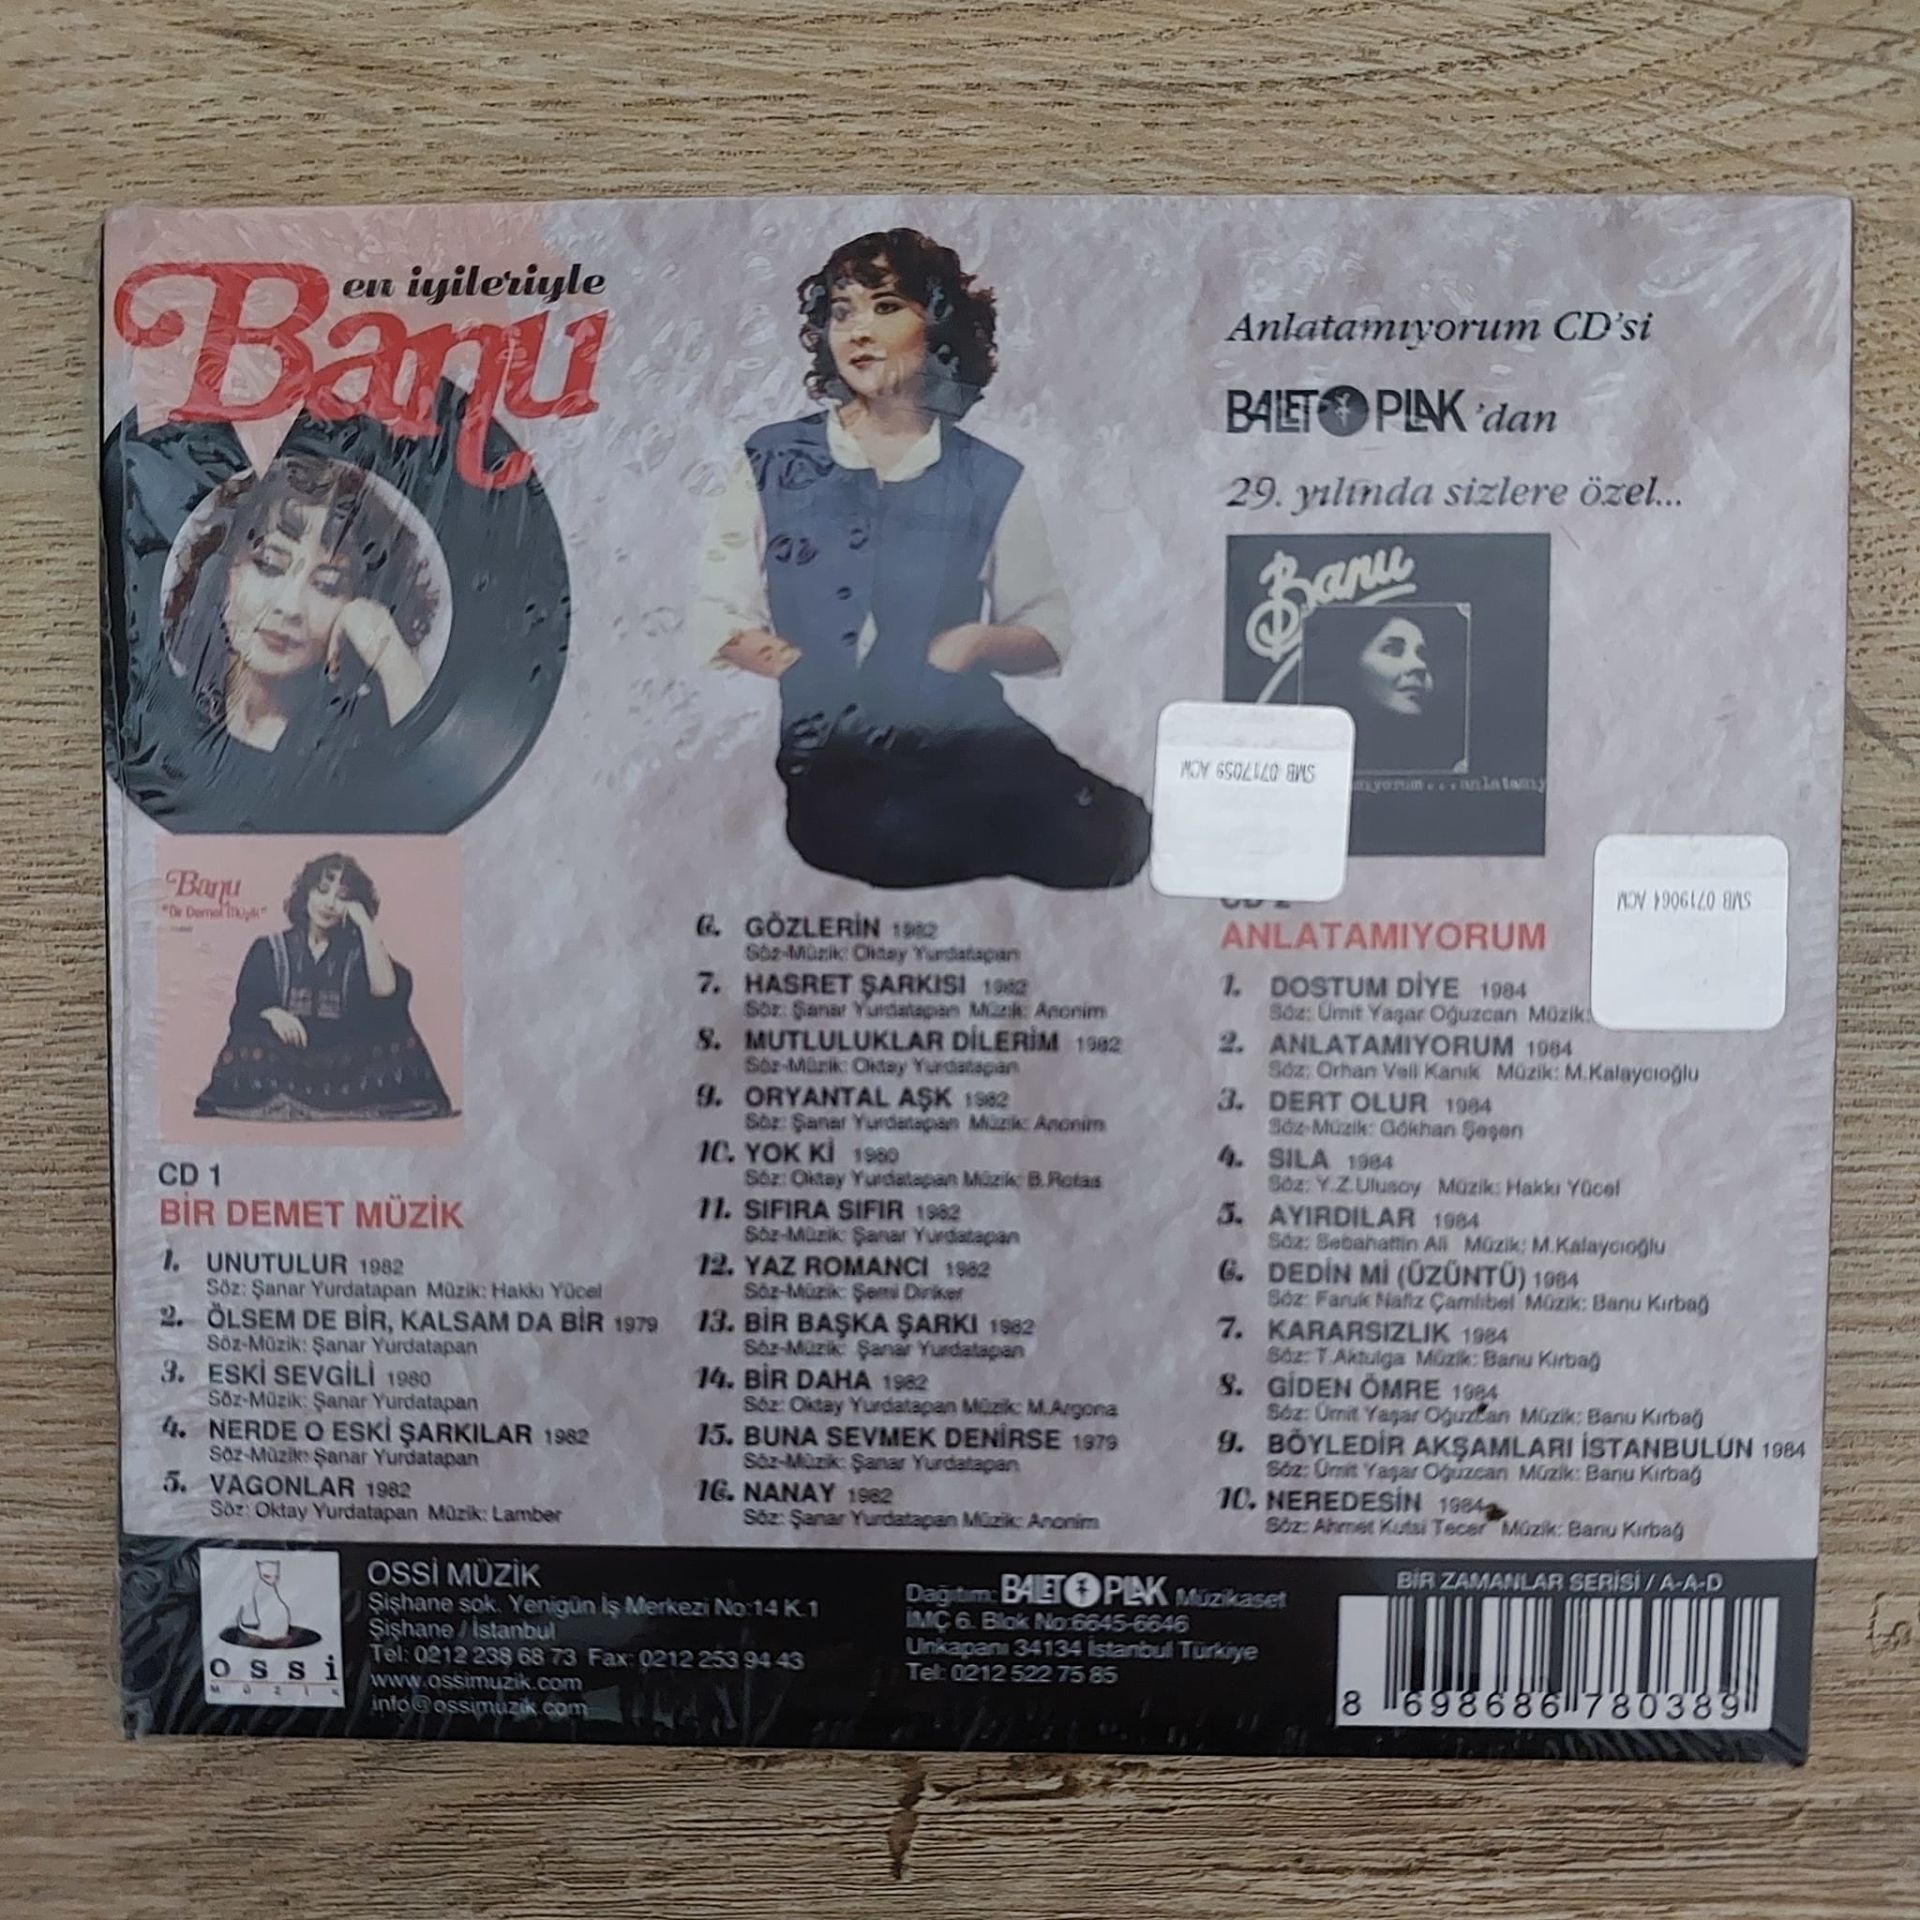 en iyileriyle
Banu
Anlatamıyorum CD'si
BALET PLAK 'dan
29. yılında sizlere özel...
Banu
SMB 0717059 ACM
SMB 0719064 ACM
Banu
"Bir Demet Müzik"
CD 1
BİR DEMET MÜZİK
1. UNUTULUR 1982
Söz: Şanar Yurdatapan Müzik: Hakkı Yücel
2. ÖLSEM DE BİR, KALSAM DA BİR 1979
Söz-Müzik: Şanar Yurdatapan
3. ESKİ SEVGİLİ 1980
Söz-Müzik: Şanar Yurdatapan
4. NERDE O ESKİ ŞARKILAR 1982
Söz-Müzik: Şanar Yurdatapan
5. VAGONLAR 1982
Söz: Oktay Yurdatapan Müzik: Lamber
6. GÖZLERİN 1982
Söz-Müzik: Oktay Yurdatapan
7. HASRET ŞARKISI 1982
Söz: Şanar Yurdatapan Müzik: Anonim
8. MUTLULUKLAR DİLERİM 1982
Söz-Müzik: Oktay Yurdatapan
9. ORYANTAL AŞK 1982
Söz: Şanar Yurdatapan Müzik: Anonim
10. YOK Kİ 1980
Söz: Oktay Yurdatapan Müzik: B.Rotas
11. SIFIRA SIFIR 1982
Söz-Müzik: Şanar Yurdatapan
12. YAZ ROMANCI 1982
Söz-Müzik: Şemi Diriker
13. BİR BAŞKA ŞARKI 1982
Söz-Müzik: Şanar Yurdatapan
14. BİR DAHA 1982
Söz: Oktay Yurdatapan Müzik: M.Argona
15. BUNA SEVMEK DENİRSE 1979
Söz-Müzik: Şanar Yurdatapan
16. NANAY 1982
Söz: Şanar Yurdatapan Müzik: Anonim
CD 2
ANLATAMIYORUM
1. DOSTUM DİYE 1984
Söz: Ümit Yaşar Oğuzcan Müzik:
2. ANLATAMIYORUM 1984
Söz: Orhan Veli Kanık Müzik: M.Kalaycıoğlu
3. DERT OLUR 1984
Söz-Müzik: Gökhan Şeşen
4. SILA 1984
Söz: Y.Z.Ulusoy Müzik: Hakkı Yücel
5. AYIRDILAR 1984
Söz: Sebahattin Ali Müzik: M.Kalaycıoğlu
6. DEDİN Mİ (ÜZÜNTÜ) 1984
Söz: Faruk Nafiz Çamlıbel Müzik: Banu Kırbağ
7. KARARSIZLIK 1984
Söz: T.Aktulga Müzik: Banu Kırbağ
8. GİDEN ÖMRE 1984
Söz: Ümit Yaşar Oğuzcan Müzik: Banu Kırbağ
9. BÖYLEDİR AKŞAMLARI İSTANBULUN 1984
Söz: Ümit Yaşar Oğuzcan Müzik: Banu Kırbağ
10. NEREDESİN 1984
Söz: Ahmet Kutsi Tecer Müzik: Banu Kırbağ
ossi
MÜZİK
OSSİ MÜZİK
Şişhane sok. Yenigün İş Merkezi No:14 K.1
Şişhane / İstanbul
Tel: 0212 238 68 73 Fax: 0212 253 94 43
www.ossimuzik.com
info@ossimuzik.com
Dağıtım: BALET PLAK Müzikaset
İMÇ 6. Blok No:6645-6646
Unkapanı 34134 İstanbul Türkiye
Tel: 0212 522 75 85
BİR ZAMANLAR SERİSİ / A-A-D
8 698686 780389